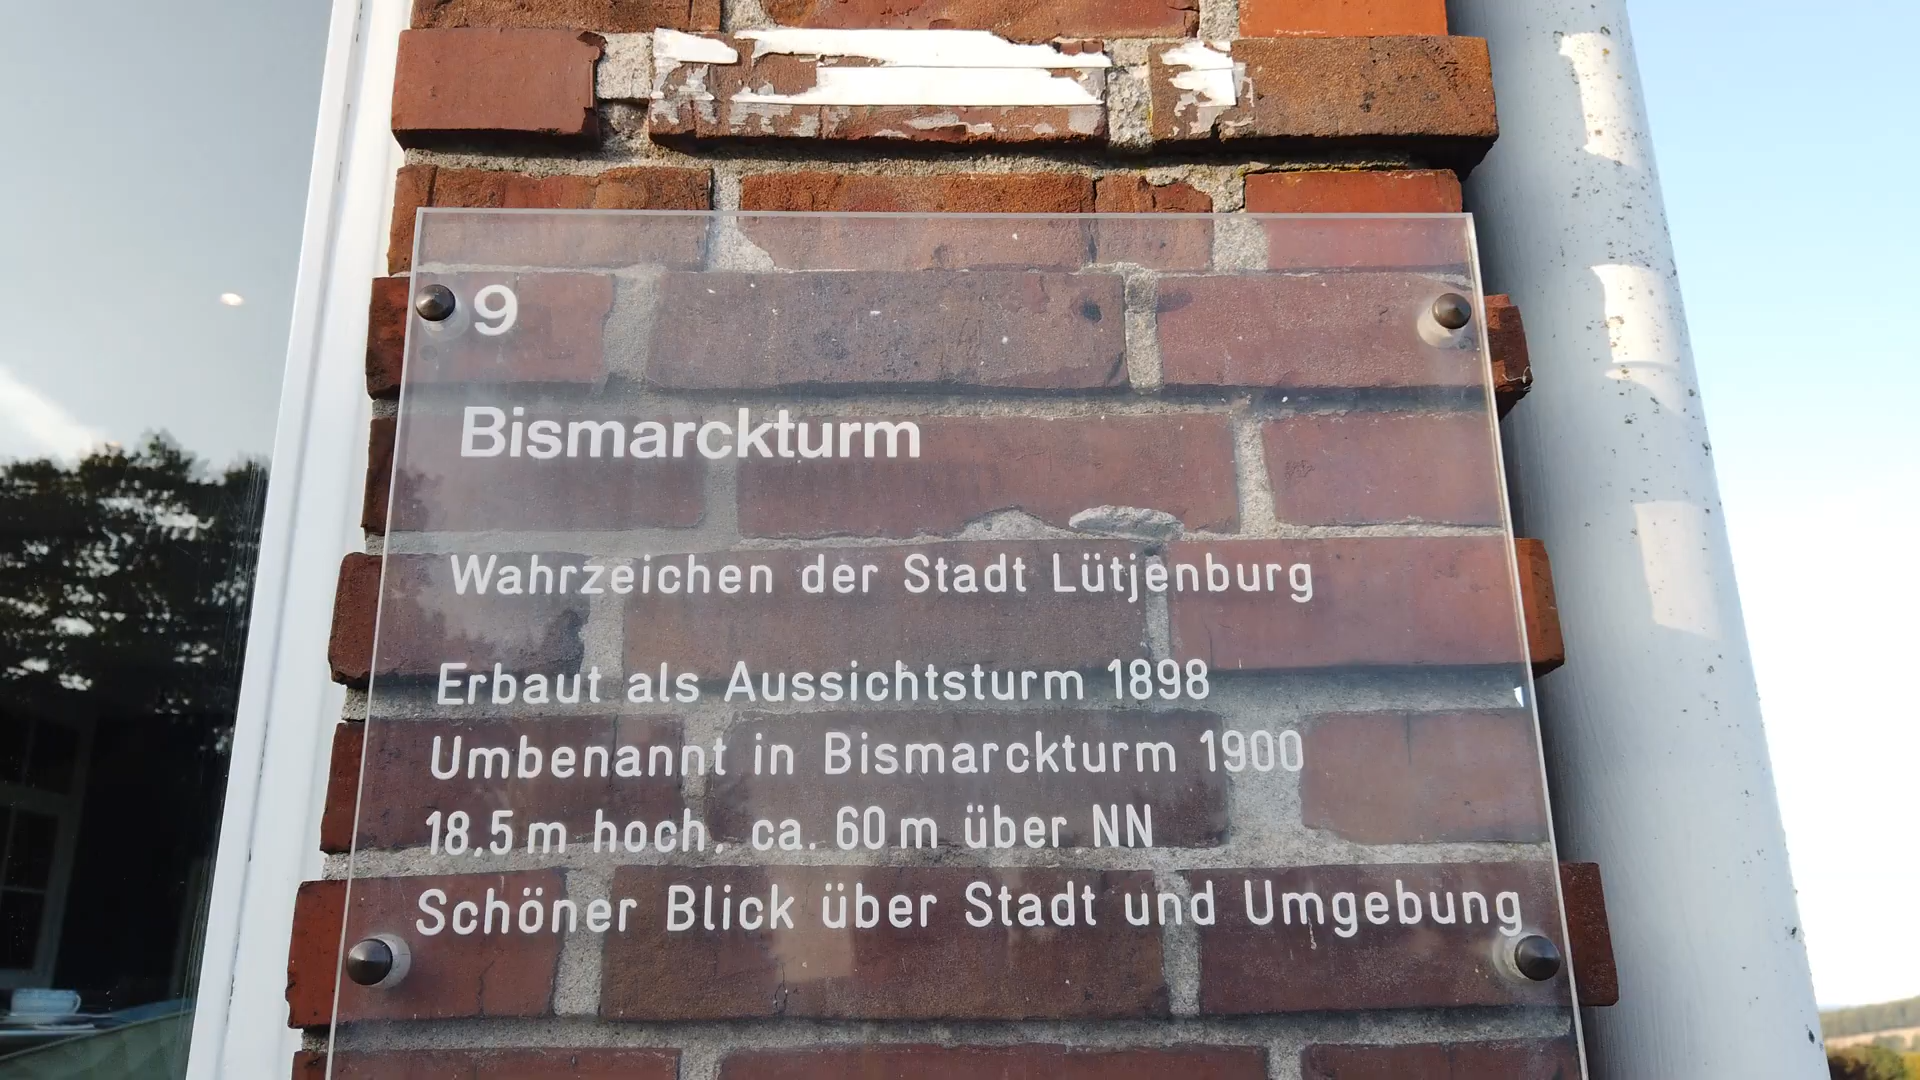 9
Bismarckturm
Wahrzeichen der Stadt Lütjenburg
Erbaut als Aussichtsturm 1898
Umbenannt in Bismarckturm 1900
18,5 m hoch, ca. 60 m über NN
Schöner Blick über Stadt und Umgebung